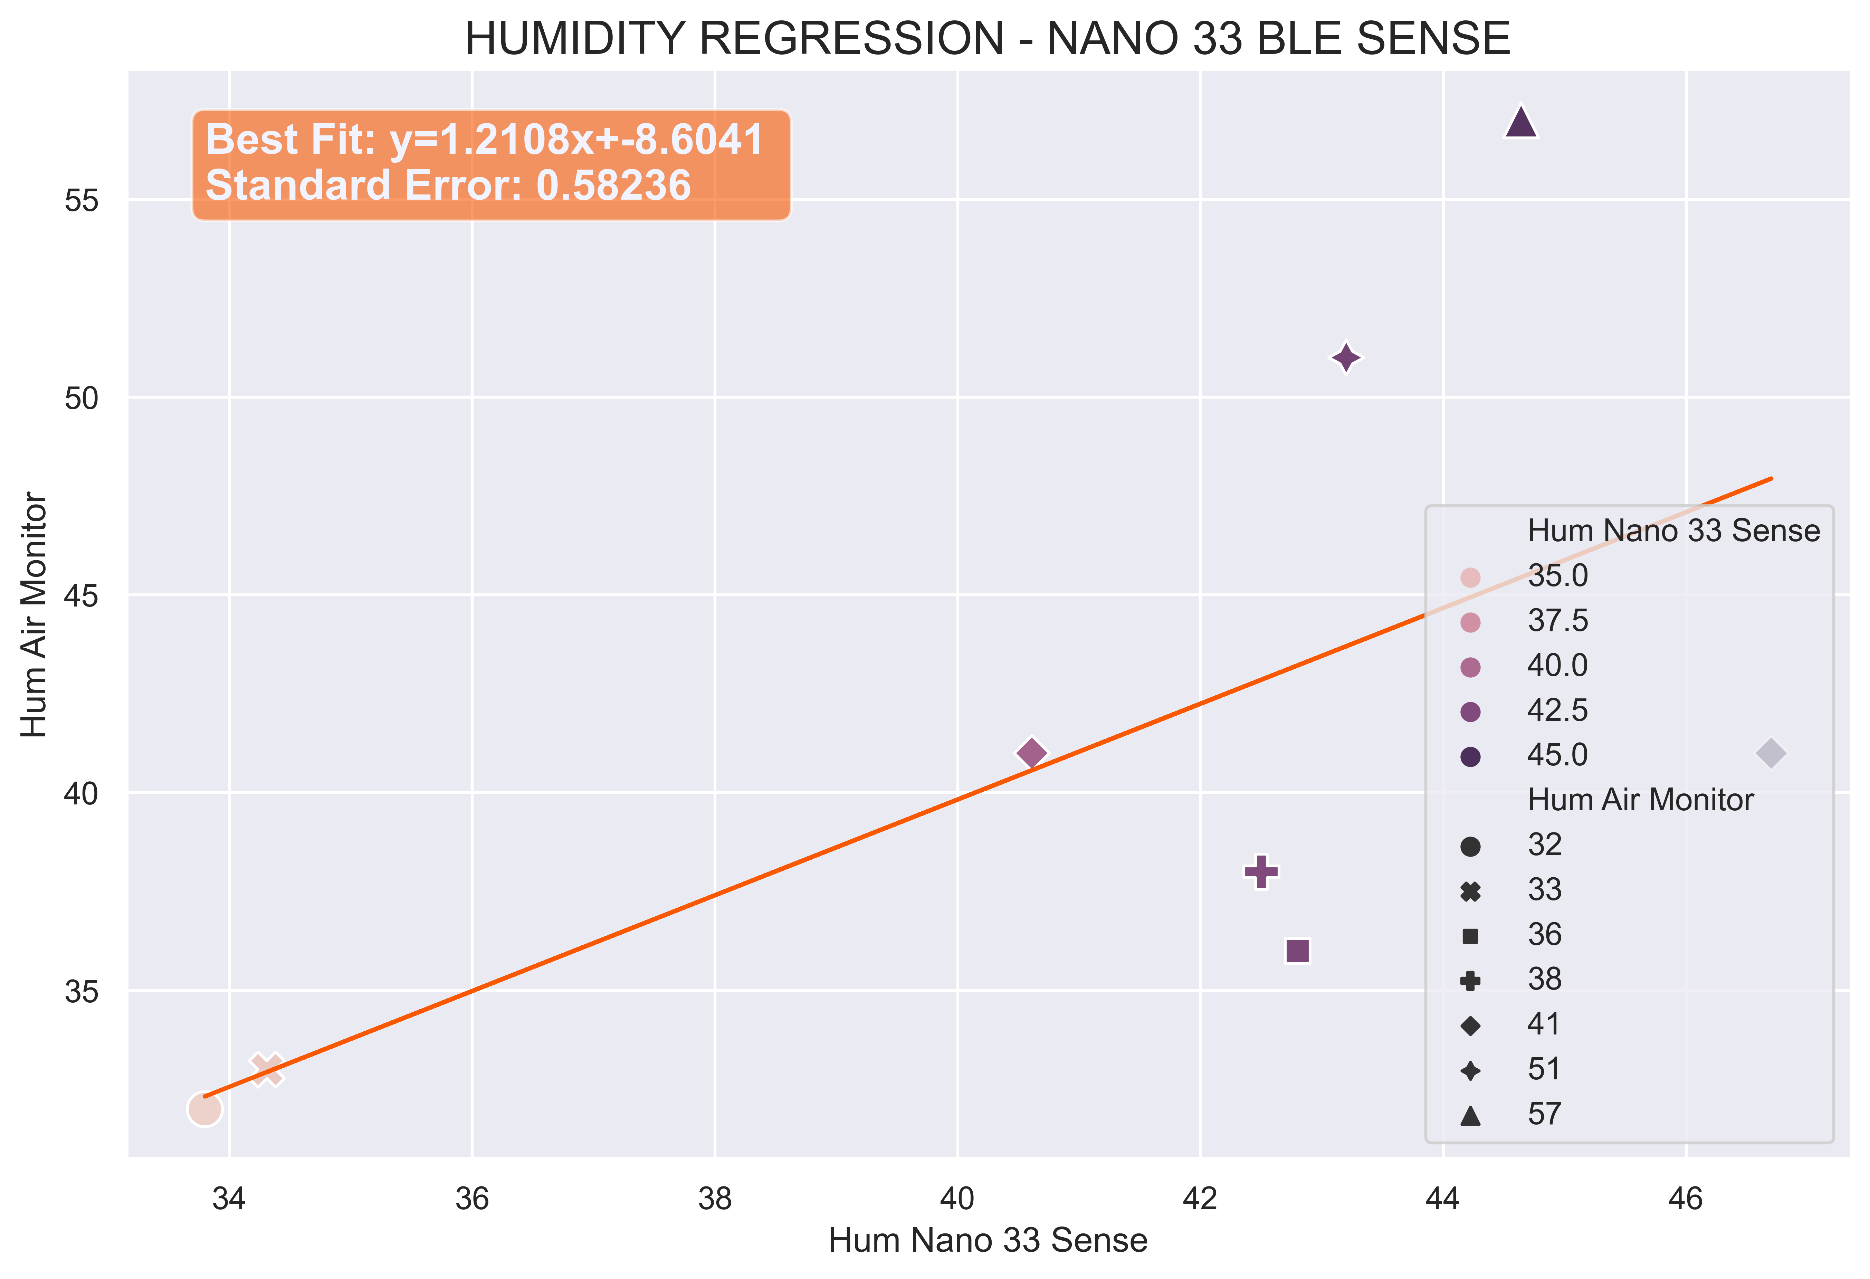 HUMIDITY REGRESSION - NANO 33 BLE SENSE
Best Fit: y=1.2108x+-8.6041
Standard Error: 0.58236
55
50
45
40
35
Hum Air Monitor
Hum Nano 33 Sense
35.0
37.5
40.0
42.5
45.0
Hum Air Monitor
32
33
36
38
41
51
57
34 36 38 40 42 44 46
Hum Nano 33 Sense